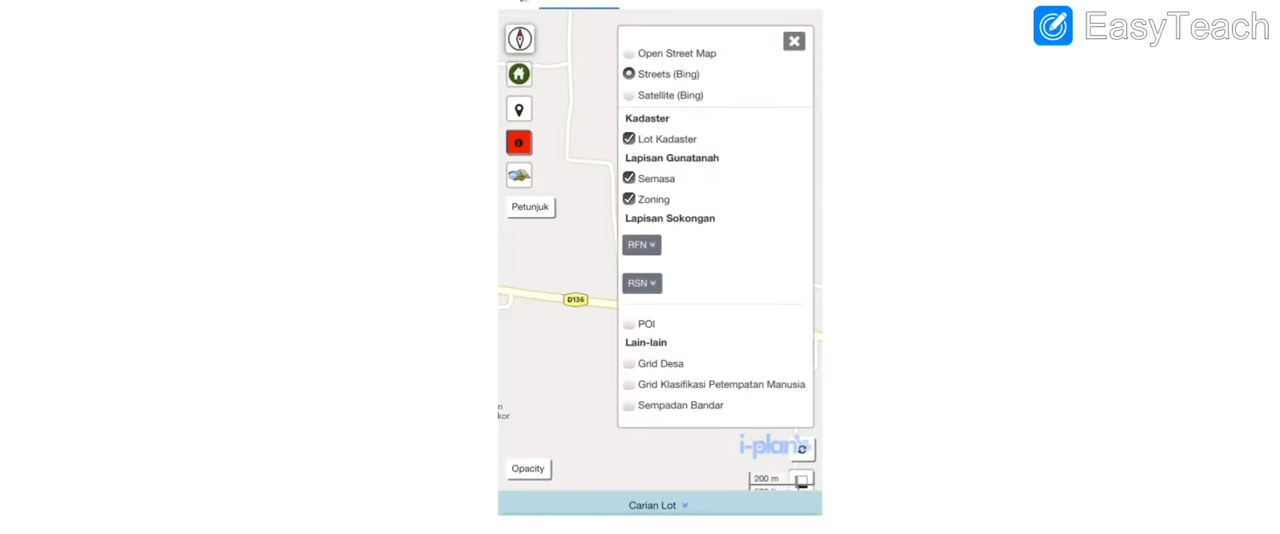 EasyTeach
Open Street Map
Streets (Bing)
Satellite (Bing)
Kadaster
Lot Kadaster
Lapisan Gunatanah
Semasa
Zoning
Lapisan Sokongan
RFN
RSN
POI
Lain-lain
Grid Desa
Grid Klasifikasi Petempatan Manusia
Sempadan Bandar
Petunjuk
D136
kor
i-plan
Opacity
200 m
Carian Lot